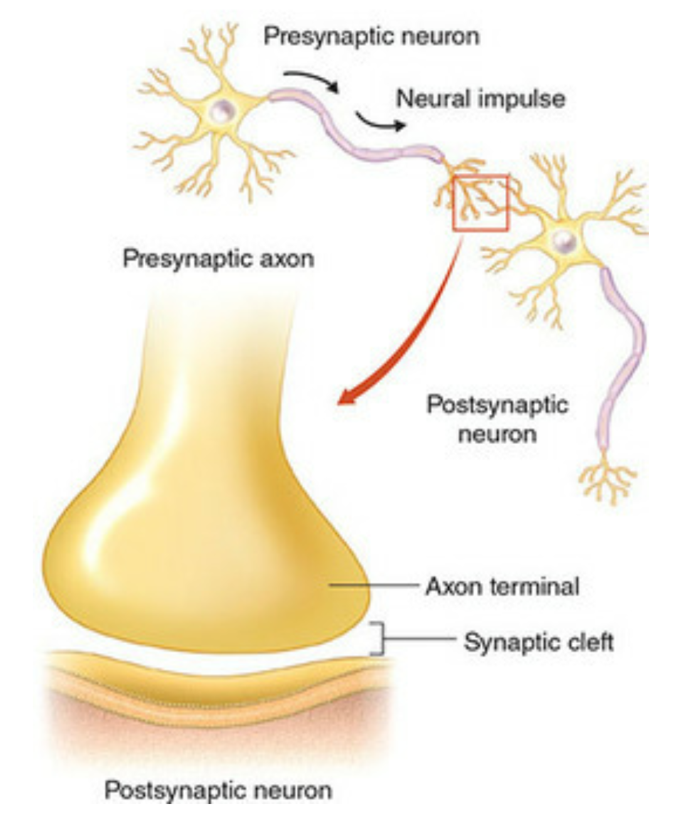 Presynaptic neuron
Neural impulse
Presynaptic axon
Postsynaptic
neuron
Axon terminal
Synaptic cleft
Postsynaptic neuron